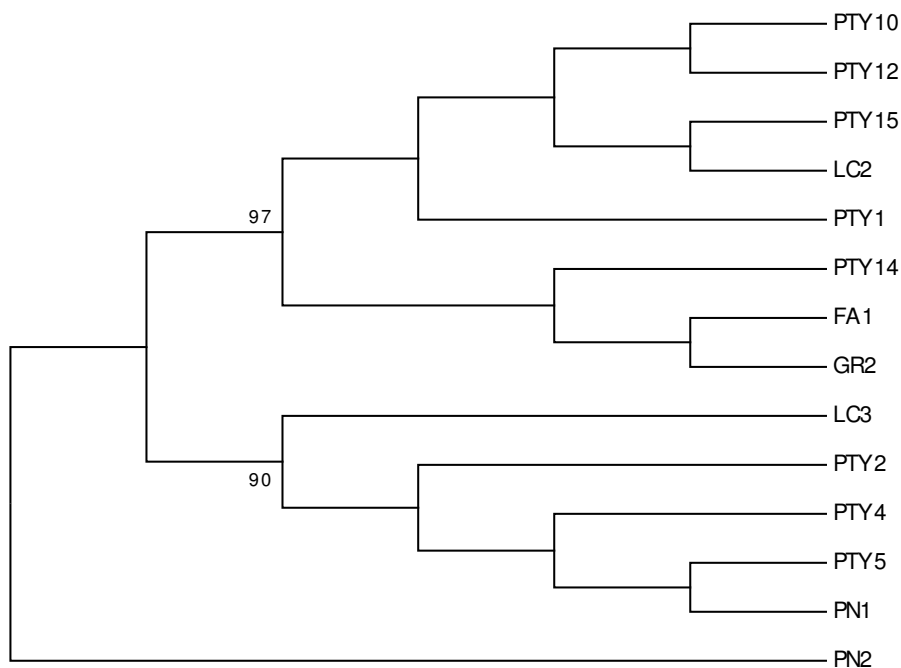 PTY10
PTY12
PTY15
LC2
97
PTY1
PTY14
FA1
GR2
LC3
PTY2
90
PTY4
PTY5
PN1
PN2